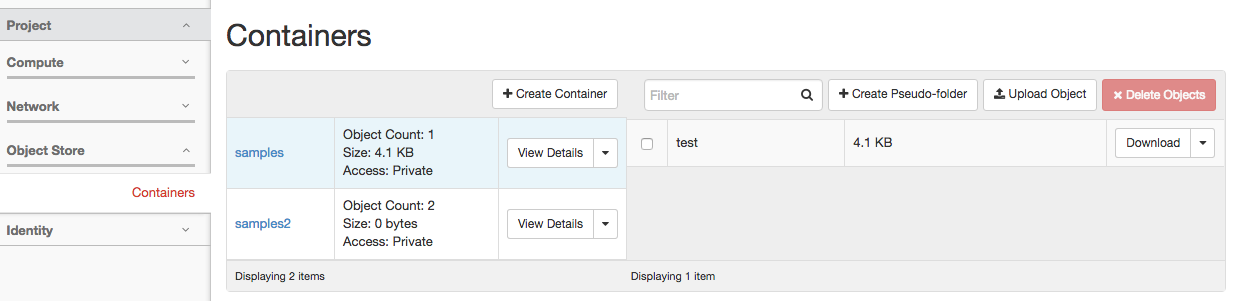 Project
Compute
Network
Object Store
Containers
Identity
Containers
Create Container
samples
Object Count: 1
Size: 4.1 KB
Access: Private
View Details
samples2
Object Count: 2
Size: 0 bytes
Access: Private
View Details
Displaying 2 items
Filter
Create Pseudo-folder
Upload Object
Delete Objects
test
4.1 KB
Download
Displaying 1 item